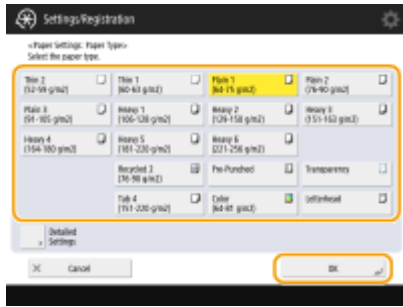 Settings/Registration
<Paper Settings: Paper Type>
Select the paper type.
Thin 2
(52-59 g/m2)
Thin 1
(60-63 g/m2)
Plain 1
(64-75 g/m2)
Plain 2
(76-90 g/m2)
Plain 3
(91-105 g/m2)
Heavy 1
(106-128 g/m2)
Heavy 2
(129-150 g/m2)
Heavy 3
(151-163 g/m2)
Heavy 4
(164-180 g/m2)
Heavy 5
(181-220 g/m2)
Heavy 6
(221-256 g/m2)
Recycled 2
(76-90 g/m2)
Pre-Punched
Transparency
Tab 4
(151-220 g/m2)
Color
(64-81 g/m2)
Letterhead
Detailed
Settings
Cancel
OK